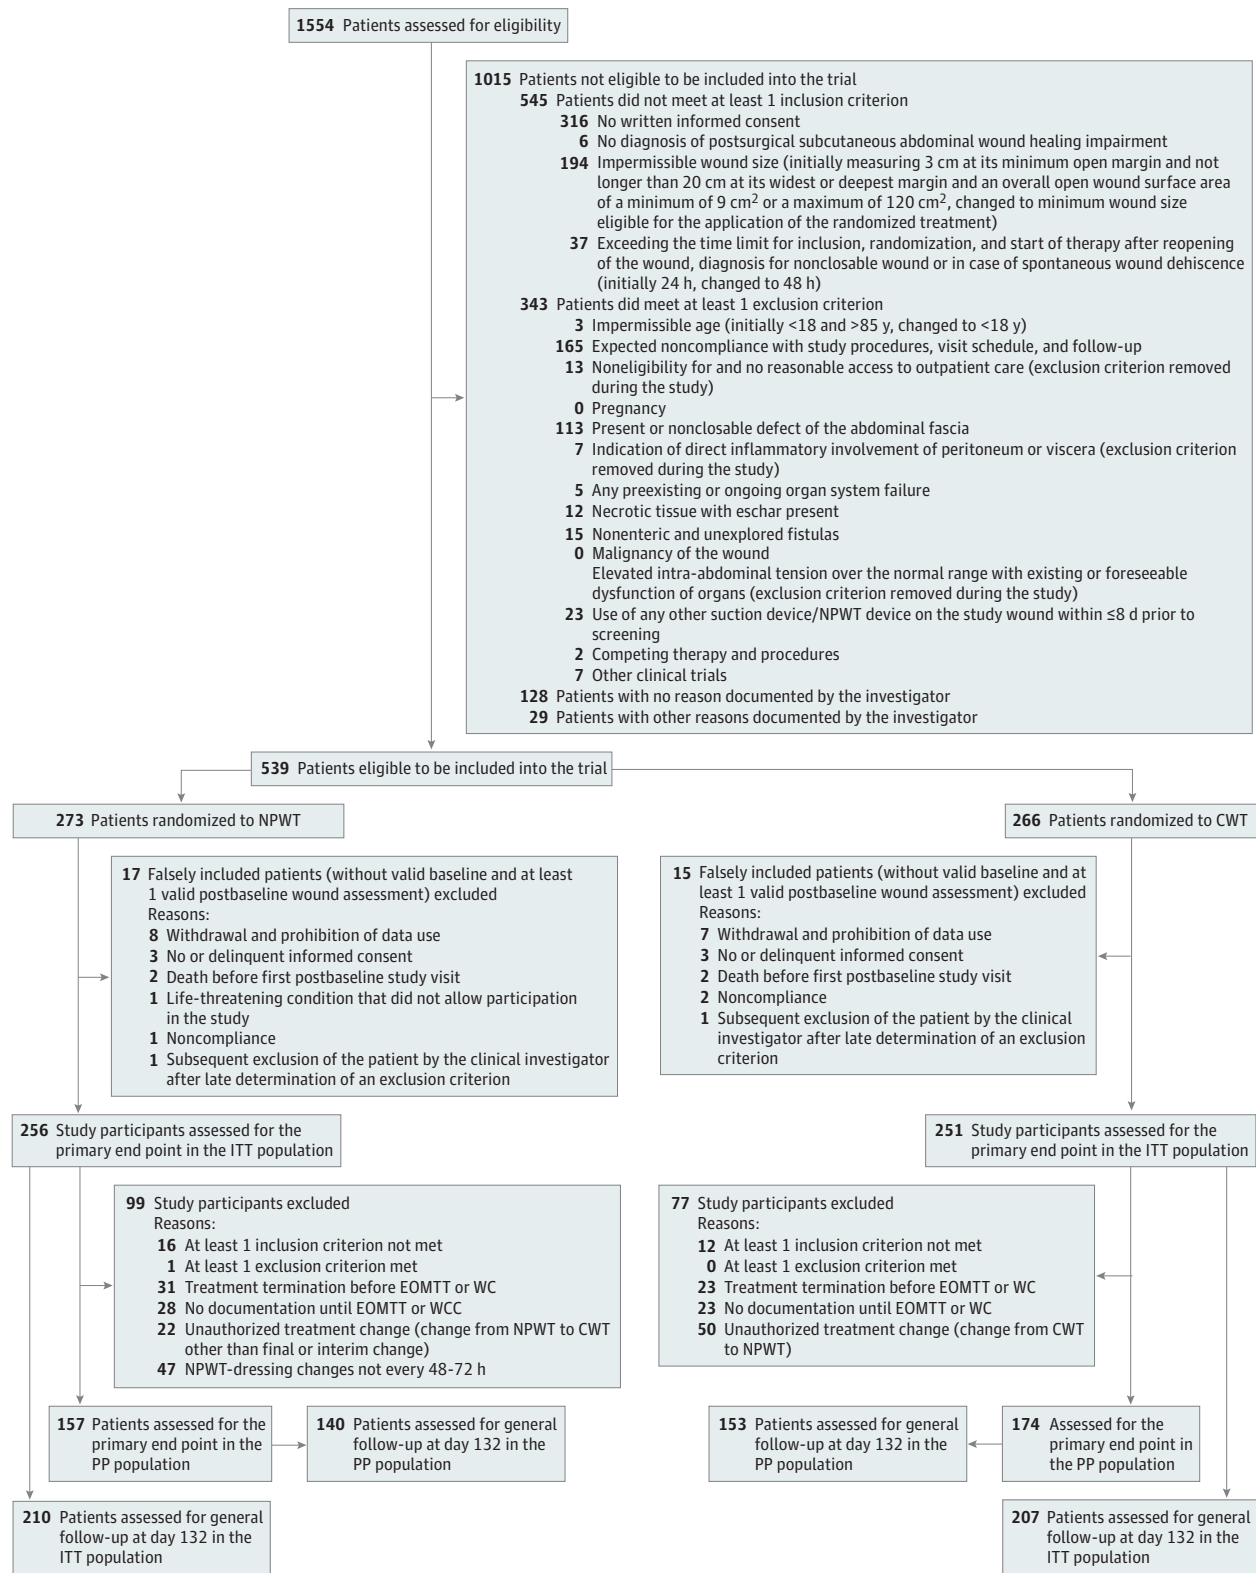 1554 Patients assessed for eligibility
1015 Patients not eligible to be included into the trial
545 Patients did not meet at least 1 inclusion criterion
316 No written informed consent
6 No diagnosis of postsurgical subcutaneous abdominal wound healing impairment
194 Impermissible wound size (initially measuring 3 cm at its minimum open margin and not
longer than 20 cm at its widest or deepest margin and an overall open wound surface area
of a minimum of 9 cm² or a maximum of 120 cm², changed to minimum wound size
eligible for the application of the randomized treatment)
37 Exceeding the time limit for inclusion, randomization, and start of therapy after reopening
of the wound, diagnosis for nonclosable wound or in case of spontaneous wound dehiscence
(initially 24 h, changed to 48 h)
343 Patients did meet at least 1 exclusion criterion
3 Impermissible age (initially <18 and >85 y, changed to <18 y)
165 Expected noncompliance with study procedures, visit schedule, and follow-up
13 Noneligibility for and no reasonable access to outpatient care (exclusion criterion removed
during the study)
0 Pregnancy
113 Present or nonclosable defect of the abdominal fascia
7 Indication of direct inflammatory involvement of peritoneum or viscera (exclusion criterion
removed during the study)
5 Any preexisting or ongoing organ system failure
12 Necrotic tissue with eschar present
15 Nonenteric and unexplored fistulas
0 Malignancy of the wound
Elevated intra-abdominal tension over the normal range with existing or foreseeable
dysfunction of organs (exclusion criterion removed during the study)
23 Use of any other suction device/NPWT device on the study wound within ≤8 d prior to
screening
2 Competing therapy and procedures
7 Other clinical trials
128 Patients with no reason documented by the investigator
29 Patients with other reasons documented by the investigator
539 Patients eligible to be included into the trial
273 Patients randomized to NPWT
266 Patients randomized to CWT
17 Falsely included patients (without valid baseline and at least
1 valid postbaseline wound assessment) excluded
Reasons:
8 Withdrawal and prohibition of data use
3 No or delinquent informed consent
2 Death before first postbaseline study visit
1 Life-threatening condition that did not allow participation
in the study
1 Noncompliance
1 Subsequent exclusion of the patient by the clinical investigator
after late determination of an exclusion criterion
15 Falsely included patients (without valid baseline and at
least 1 valid postbaseline wound assessment) excluded
Reasons:
7 Withdrawal and prohibition of data use
3 No or delinquent informed consent
2 Death before first postbaseline study visit
2 Noncompliance
1 Subsequent exclusion of the patient by the clinical
investigator after late determination of an exclusion
criterion
256 Study participants assessed for the
primary end point in the ITT population
251 Study participants assessed for the
primary end point in the ITT population
99 Study participants excluded
Reasons:
16 At least 1 inclusion criterion not met
1 At least 1 exclusion criterion met
31 Treatment termination before EOMTT or WC
28 No documentation until EOMTT or WCC
22 Unauthorized treatment change (change from NPWT to CWT
other than final or interim change)
47 NPWT-dressing changes not every 48-72 h
77 Study participants excluded
Reasons:
12 At least 1 inclusion criterion not met
0 At least 1 exclusion criterion met
23 Treatment termination before EOMTT or WC
23 No documentation until EOMTT or WC
50 Unauthorized treatment change (change from CWT
to NPWT)
157 Patients assessed for the
primary end point in the
PP population
140 Patients assessed for general
follow-up at day 132 in the
PP population
153 Patients assessed for general
follow-up at day 132 in the
PP population
174 Assessed for the
primary end point in
the PP population
210 Patients assessed for general
follow-up at day 132 in the
ITT population
207 Patients assessed for general
follow-up at day 132 in the
ITT population